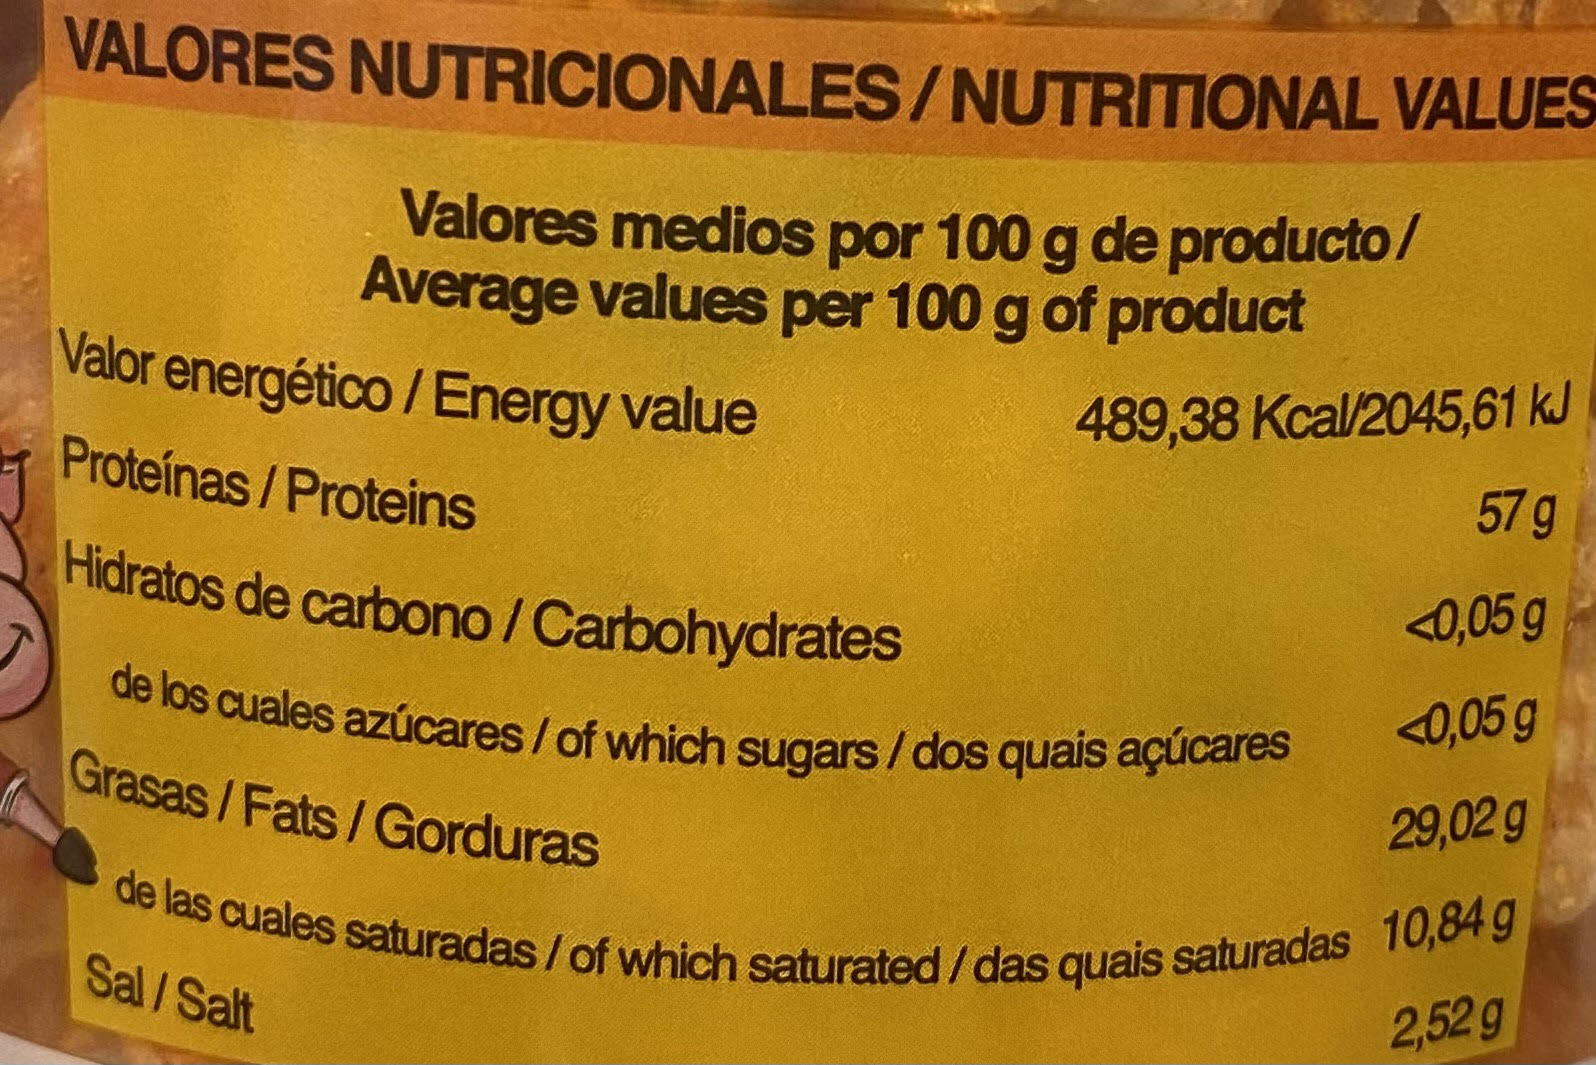 VALORES NUTRICIONALES / NUTRITIONAL VALUES
Valores medios por 100 g de producto /
Average values per 100 g of product
Valor energético / Energy value 489,38 Kcal/2045,61 kJ
Proteínas / Proteins 57 g
Hidratos de carbono / Carbohydrates <0,05 g
de los cuales azúcares / of which sugars / dos quais açúcares <0,05 g
Grasas / Fats / Gorduras 29,02 g
de las cuales saturadas / of which saturated / das quais saturadas 10,84 g
Sal / Salt 2,52 g